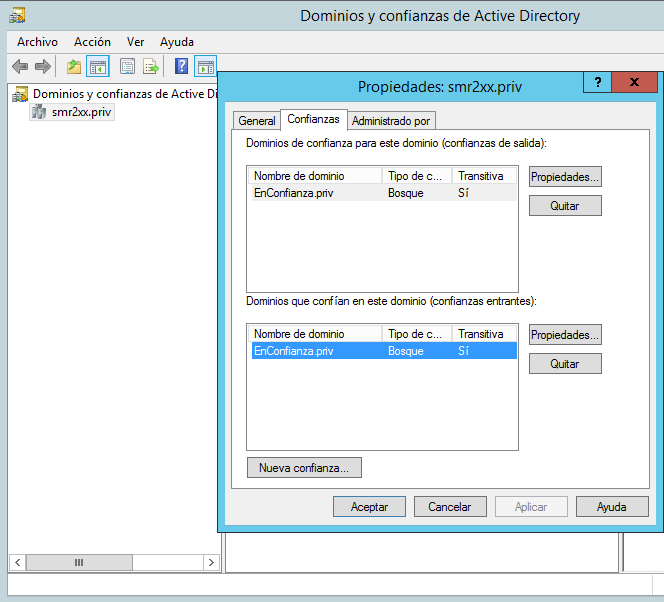 Dominios y confianzas de Active Directory
Archivo Acción Ver Ayuda
Dominios y confianzas de Active Di
smr2xx.priv
Propiedades: smr2xx.priv
? x
General Confianzas Administrado por
Dominios de confianza para este dominio (confianzas de salida):
Nombre de dominio Tipo de c... Transitiva
EnConfianza.priv Bosque Sí
Propiedades...
Quitar
Dominios que confían en este dominio (confianzas entrantes):
Nombre de dominio Tipo de c... Transitiva
EnConfianza.priv Bosque Sí
Propiedades...
Quitar
Nueva confianza...
Aceptar Cancelar Aplicar Ayuda